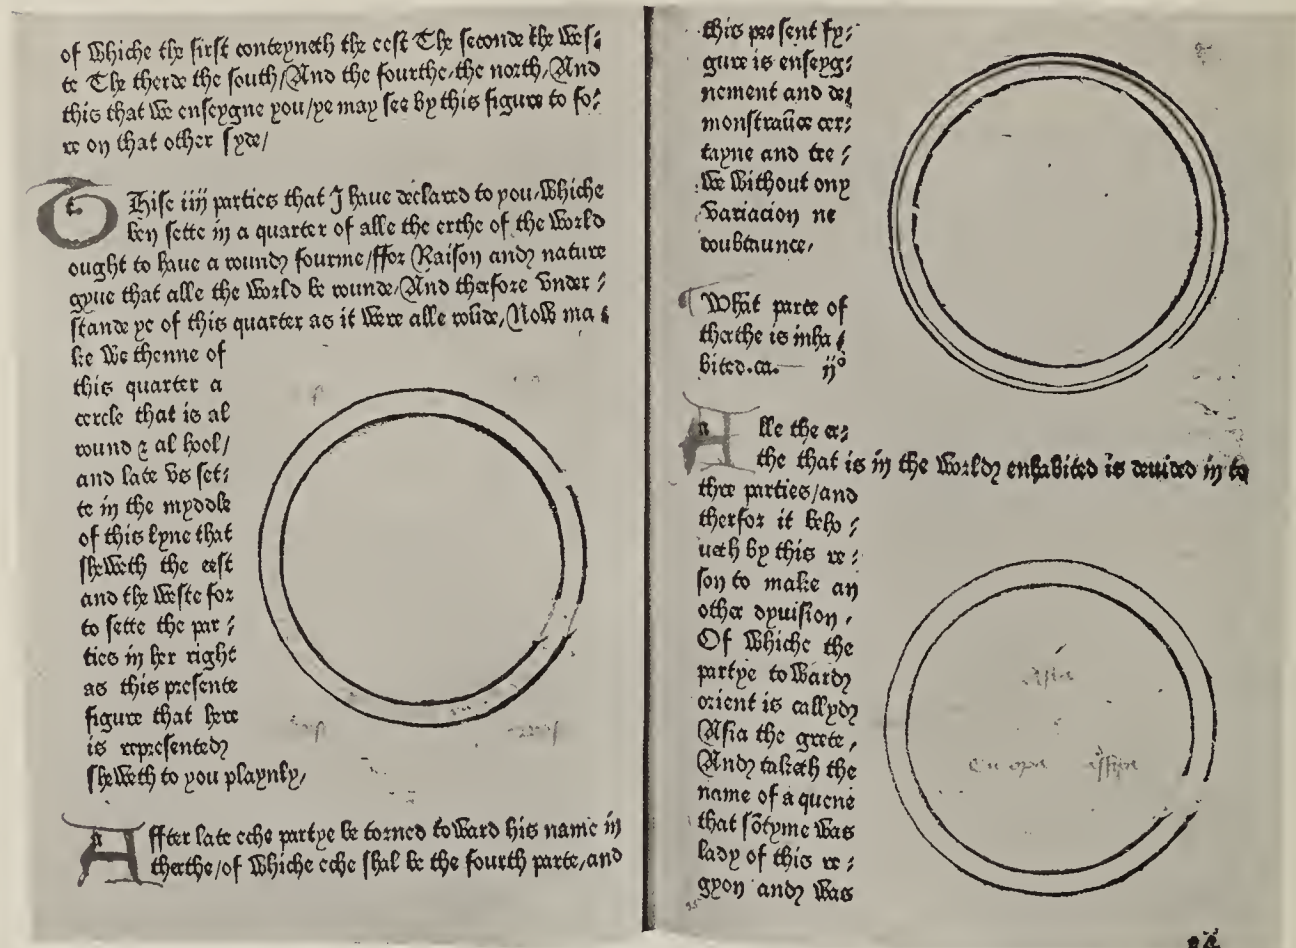 of whiche the first conteyneth the eest The seconde the wes⸗
te The therde the south/And the fourthe/the north/And
this that we enseygne you/ye may see by this figure to fo⸗
re on that other syde/
THise iiij parties that I haue declared to you/whiche
ben sette in a quarter of alle the erthe of the world
ought to haue a round fourme/ffor Raison and nature
gyue that alle the world be rounde/And therfore vnder⸗
stande ye of this quarter as it were alle roūde/Now ma⸗
ke we thenne of
this quarter a
cercle that is al
round & al hool/
and late vs set⸗
te in the myddle
of this lyne that
sheweth the eest
and the weste for
to sette the par⸗
ties in her right
as this presente
figure that here
is represented
sheweth to you playnly/
Affter late eche partye be torned toward his name in
therthe/of whiche eche shal be the fourth parte/and
this present fy⸗
gure is enseyg⸗
nement and de⸗
monstraūce cer⸗
tayne and tre⸗
we without ony
variacion ne
doubtaunce/
What parte of
therthe is inha⸗
bited.ca. ijº
Alle the er⸗
the that is in the world enhabited is deuided in to
thre parties/and
therfor it beho⸗
ueth by this re⸗
son to make an
other dyuision/
Of whiche the
partye toward
orient is callyd
Asia the grete/
And taketh the
name of a quene
that sōtyme was
lady of this re⸗
gyon and was
Asia
Europe